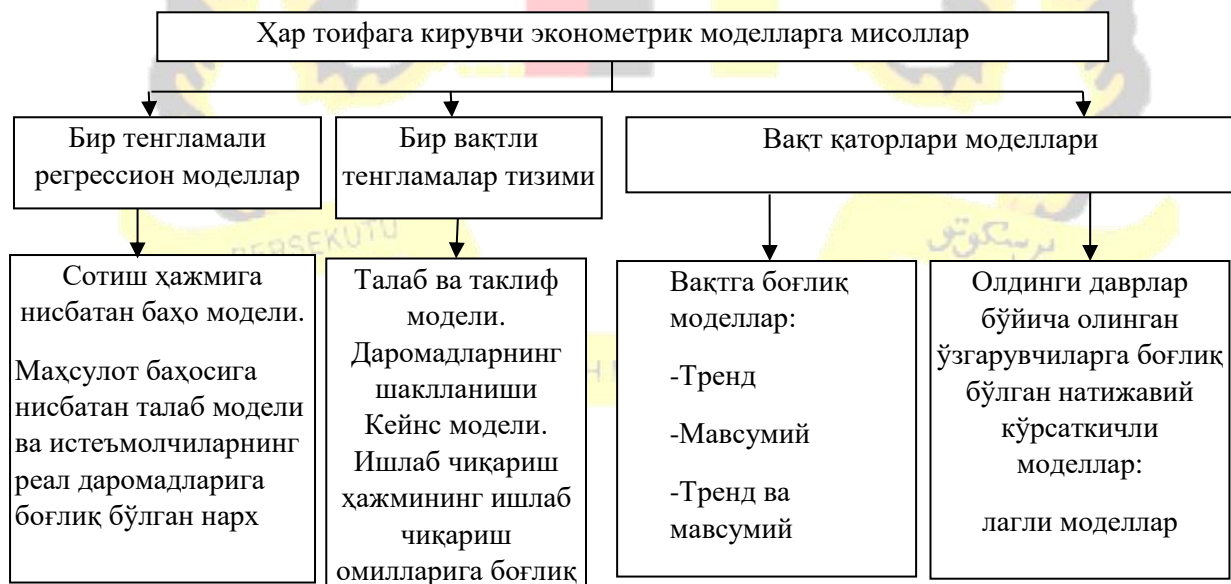 Ҳар тоифага кирувчи эконометрик моделларга мисоллар
Бир тенгламали
регрессион моделлар
Бир вақтли
тенгламалар тизими
Вақт қаторлари моделлари
Сотиш ҳажмига
нисбатан баҳо модели.
Маҳсулот баҳосига
нисбатан талаб модели
ва истеъмолчиларнинг
реал даромадларига
боғлиқ бўлган нарх
Талаб ва таклиф
модели.
Даромадларнинг
шаклланиши
Кейнс модели.
Ишлаб чиқариш
ҳажмининг ишлаб
чиқариш
омилларига боғлиқ
Вақтга боғлиқ
моделлар:
-Тренд
-Мавсумий
-Тренд ва
мавсумий
Олдинги даврлар
бўйича олинган
ўзгарувчиларга боғлиқ
бўлган натижавий
кўрсаткичли
моделлар:
лагли моделлар
BERSEKUTU